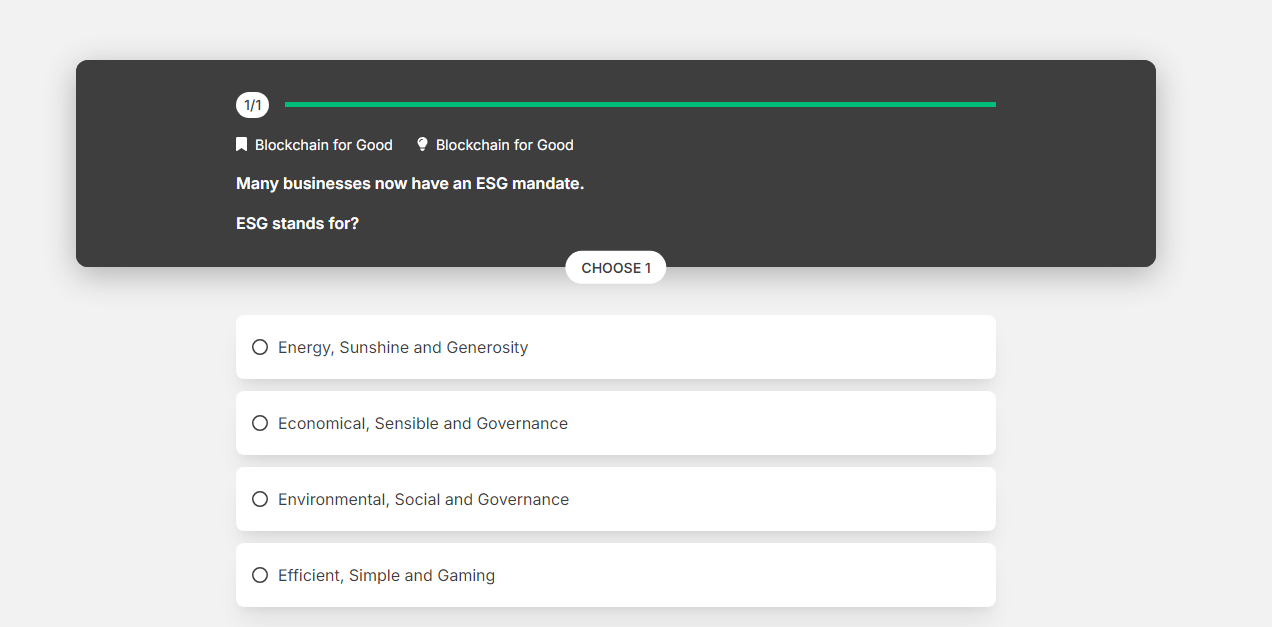 1/1
Blockchain for Good Blockchain for Good
Many businesses now have an ESG mandate.
ESG stands for?
CHOOSE 1
Energy, Sunshine and Generosity
Economical, Sensible and Governance
Environmental, Social and Governance
Efficient, Simple and Gaming